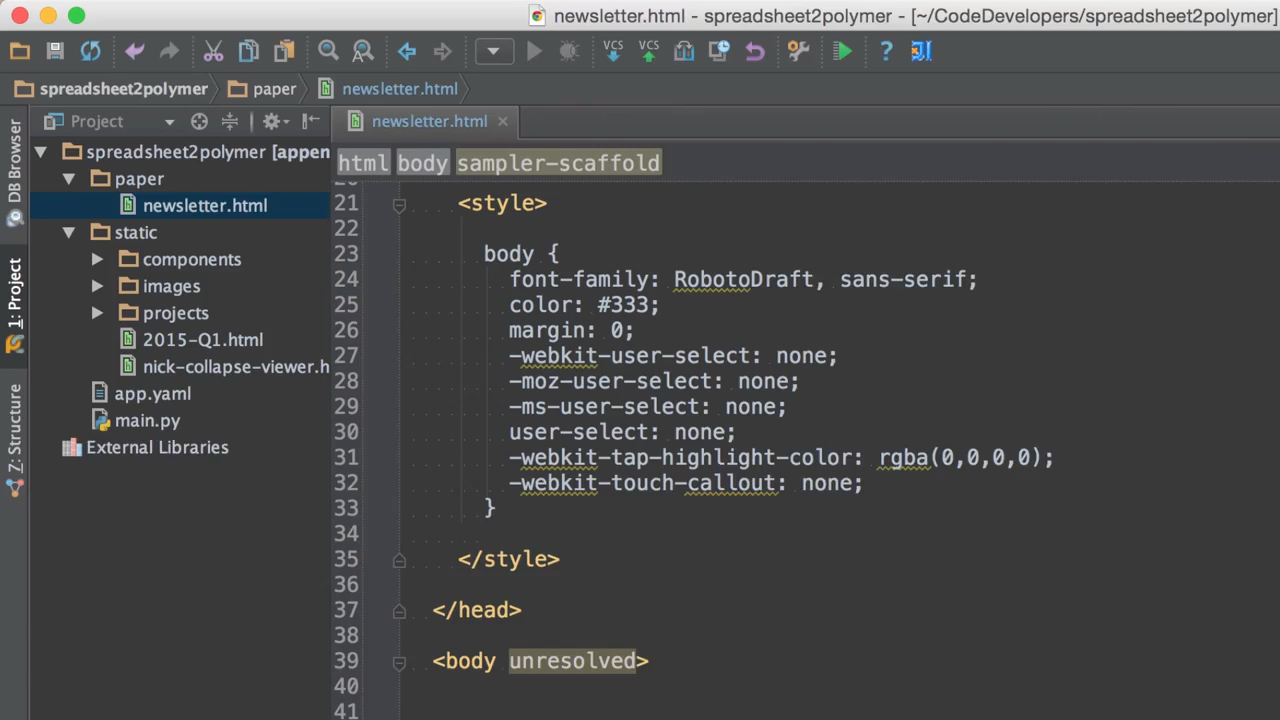 newsletter.html - spreadsheet2polymer - [~/CodeDevelopers/spreadsheet2polymer]
VCS VCS
spreadsheet2polymer paper newsletter.html
Project
newsletter.html
html body sampler-scaffold
DB Browser
1: Project
Z: Structure
spreadsheet2polymer [appen
paper
newsletter.html
static
components
images
projects
2015-Q1.html
nick-collapse-viewer.h
app.yaml
main.py
External Libraries
21 <style>
22
23 body {
24 font-family: RobotoDraft, sans-serif;
25 color: #333;
26 margin: 0;
27 -webkit-user-select: none;
28 -moz-user-select: none;
29 -ms-user-select: none;
30 user-select: none;
31 -webkit-tap-highlight-color: rgba(0,0,0,0);
32 -webkit-touch-callout: none;
33 }
34
35 </style>
36
37 </head>
38
39 <body unresolved>
40
41